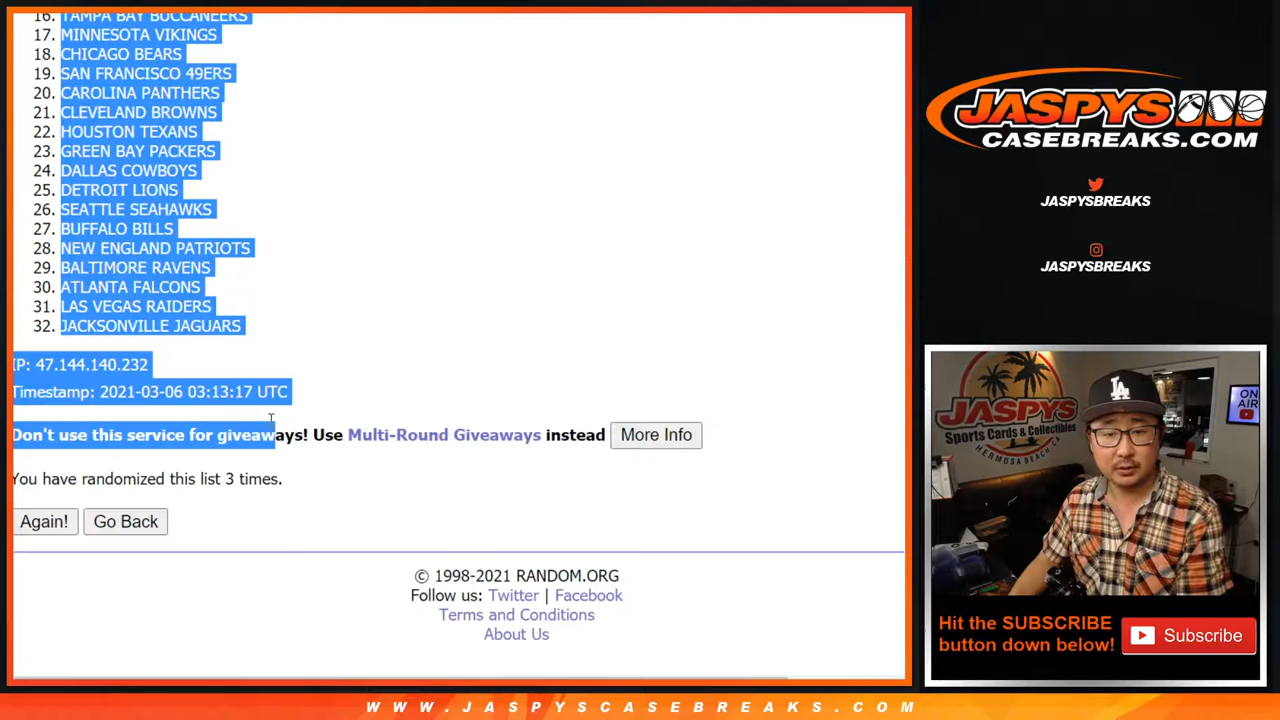 16. TAMPA BAY BUCCANEERS
17. MINNESOTA VIKINGS
18. CHICAGO BEARS
19. SAN FRANCISCO 49ERS
20. CAROLINA PANTHERS
21. CLEVELAND BROWNS
22. HOUSTON TEXANS
23. GREEN BAY PACKERS
24. DALLAS COWBOYS
25. DETROIT LIONS
26. SEATTLE SEAHAWKS
27. BUFFALO BILLS
28. NEW ENGLAND PATRIOTS
29. BALTIMORE RAVENS
30. ATLANTA FALCONS
31. LAS VEGAS RAIDERS
32. JACKSONVILLE JAGUARS
IP: 47.144.140.232
Timestamp: 2021-03-06 03:13:17 UTC
Don't use this service for giveaways! Use Multi-Round Giveaways instead More Info
You have randomized this list 3 times.
Again! Go Back
© 1998-2021 RANDOM.ORG
Follow us: Twitter | Facebook
Terms and Conditions
About Us
JASPYS
CASEBREAKS.COM
JASPYSBREAKS
JASPYSBREAKS
JASPYS
Sports Cards & Collectibles
HERMOSA BEACH, CA
LA
ON AIR
Hit the SUBSCRIBE
button down below!
Subscribe
WWW.JASPYSCASEBREAKS.COM